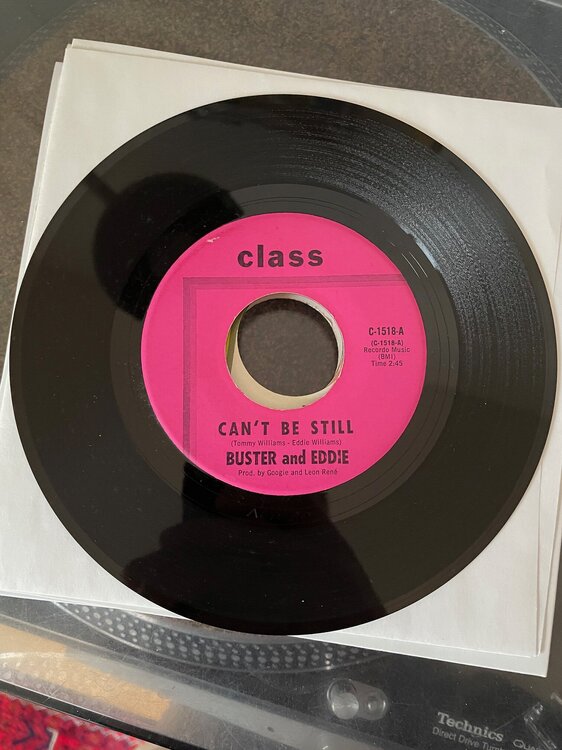 class
C-1518-A
(C-1518-A)
Recordo Music
(BMI)
Time 2:45
CAN'T BE STILL
(Tommy Williams - Eddie Williams)
BUSTER and EDDIE
Prod. by Googie and Leon René
Technics
Direct Drive